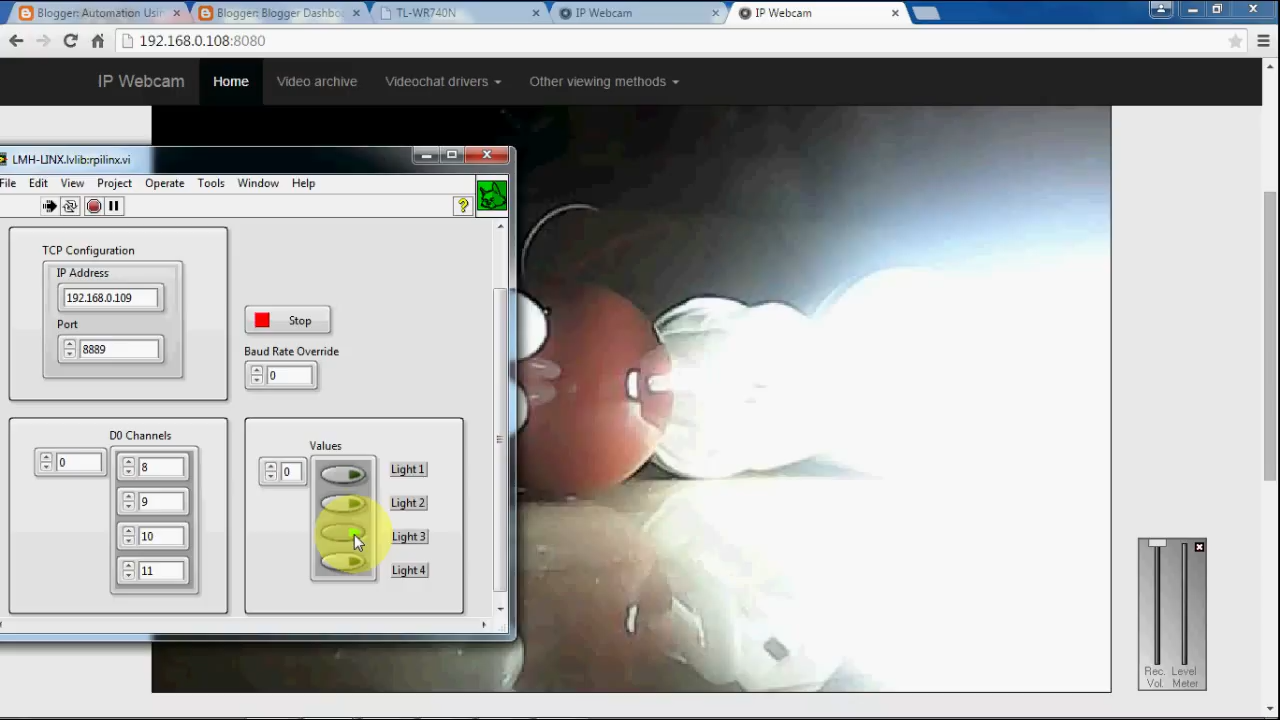 Blogger: Automation Usin
Blogger: Blogger Dashbo
TL-WR740N
IP Webcam
IP Webcam
192.168.0.108:8080
IP Webcam
Home
Video archive
Videochat drivers
Other viewing methods
LMH-LINX.lvlib:rpilinx.vi
File Edit View Project Operate Tools Window Help
?
TCP Configuration
IP Address
192.168.0.109
Port
8889
Stop
Baud Rate Override
0
D0 Channels
0
8
9
10
11
Values
0
Light 1
Light 2
Light 3
Light 4
Rec. Level
Vol. Meter